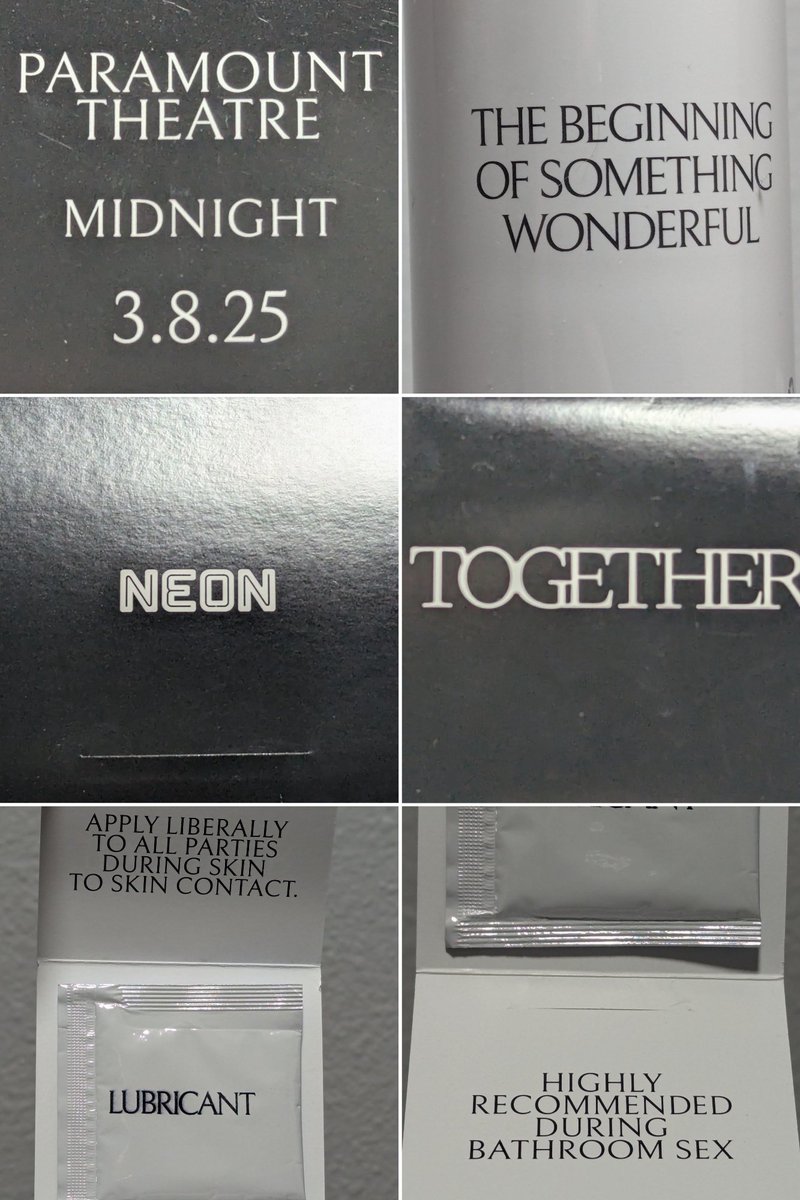 PARAMOUNT
THEATRE
MIDNIGHT
3.8.25
THE BEGINNING
OF SOMETHING
WONDERFUL
NEON
TOGETHER
APPLY LIBERALLY
TO ALL PARTIES
DURING SKIN
TO SKIN CONTACT.
LUBRICANT
HIGHLY
RECOMMENDED
DURING
BATHROOM SEX